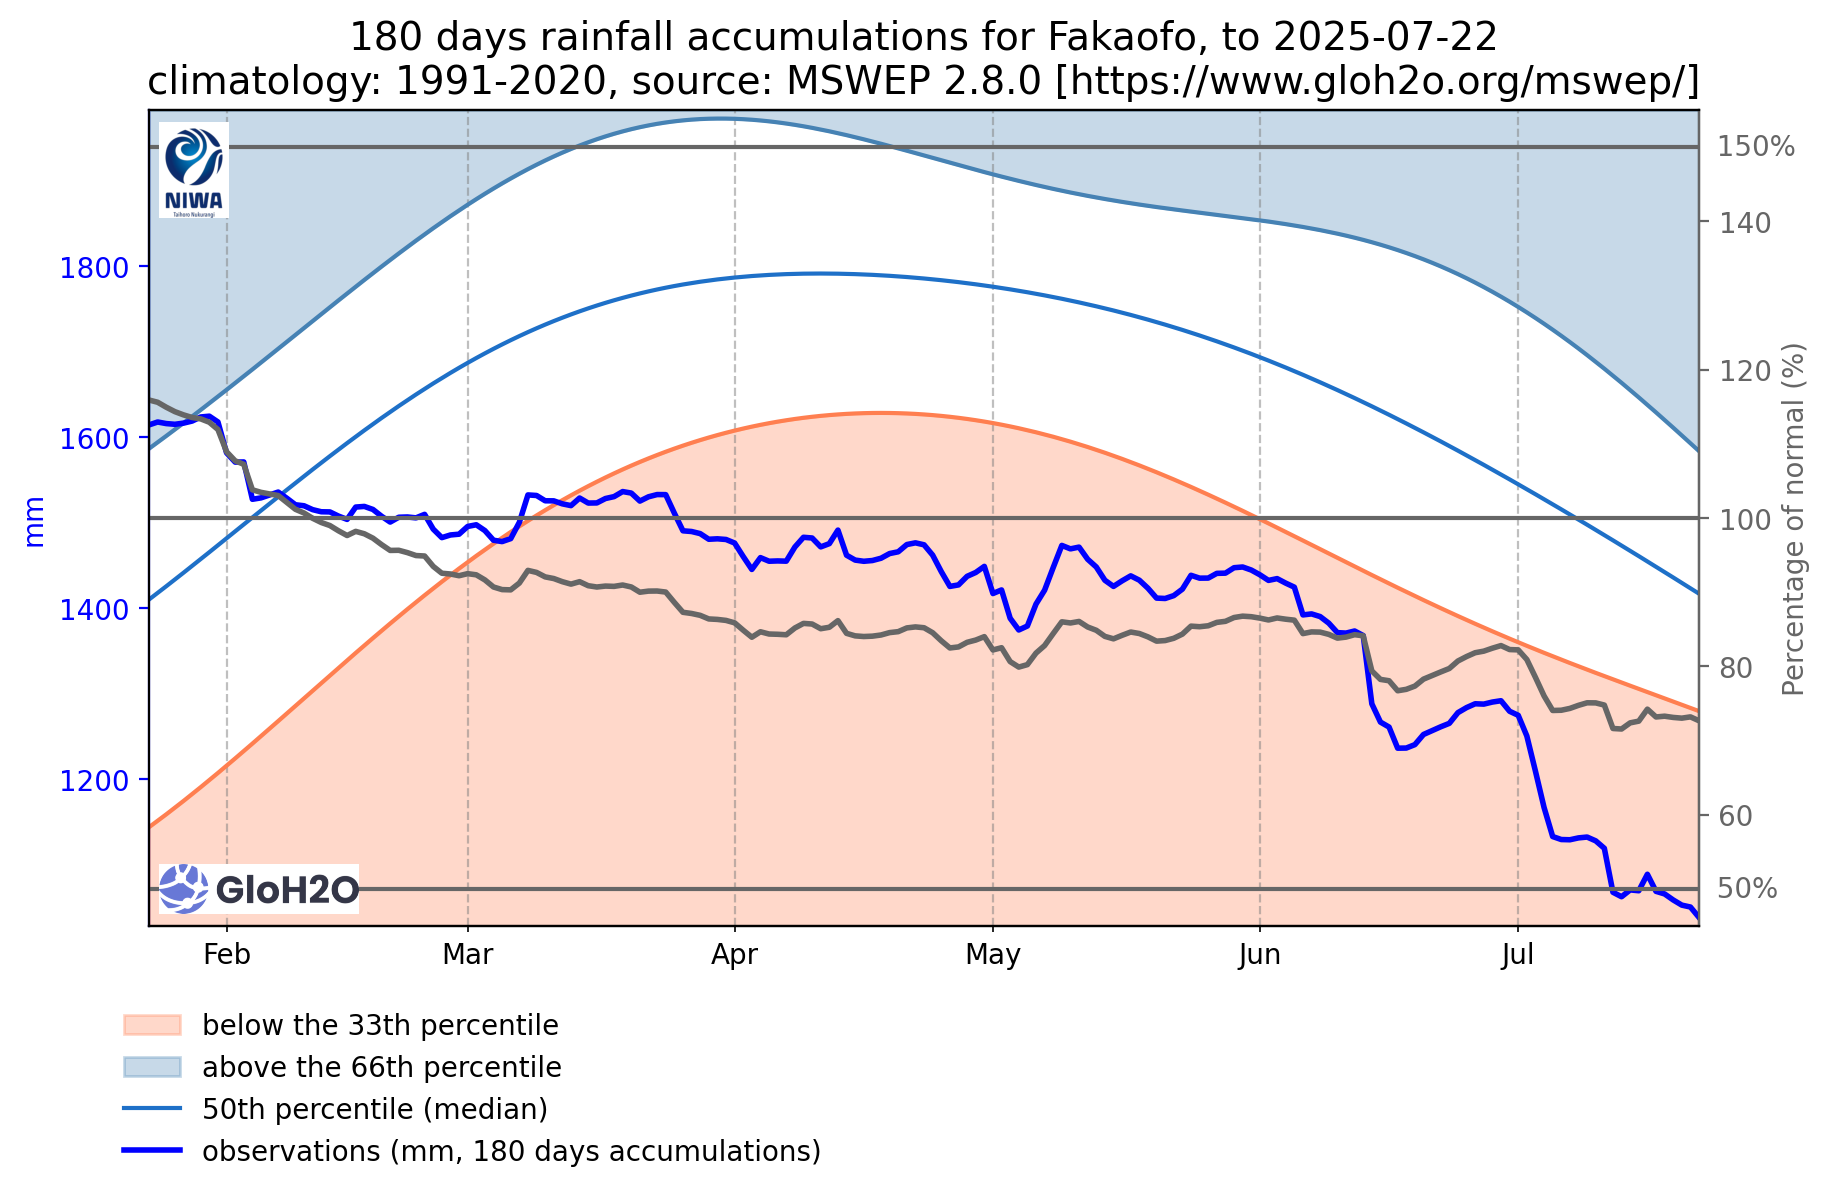 180 days rainfall accumulations for Fakaofo, to 2025-07-22
climatology: 1991-2020, source: MSWEP 2.8.0 [https://www.gloh2o.org/mswep/]
NIWA
Taihoro Nukurangi
150%
140
1800
120
1600
mm
100
Percentage of normal (%)
1400
80
1200
60
GloH2O
50%
Feb
Mar
Apr
May
Jun
Jul
below the 33th percentile
above the 66th percentile
50th percentile (median)
observations (mm, 180 days accumulations)